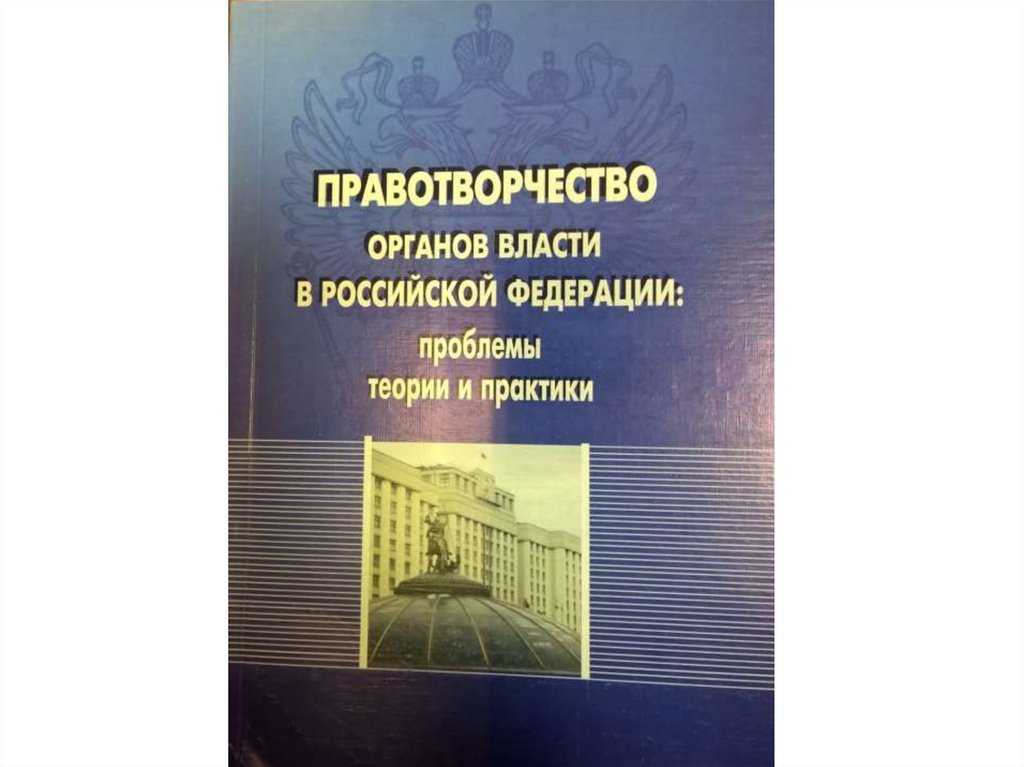 ПРАВОТВОРЧЕСТВО
ОРГАНОВ ВЛАСТИ
В РОССИЙСКОЙ ФЕДЕРАЦИИ:
проблемы
теории и практики